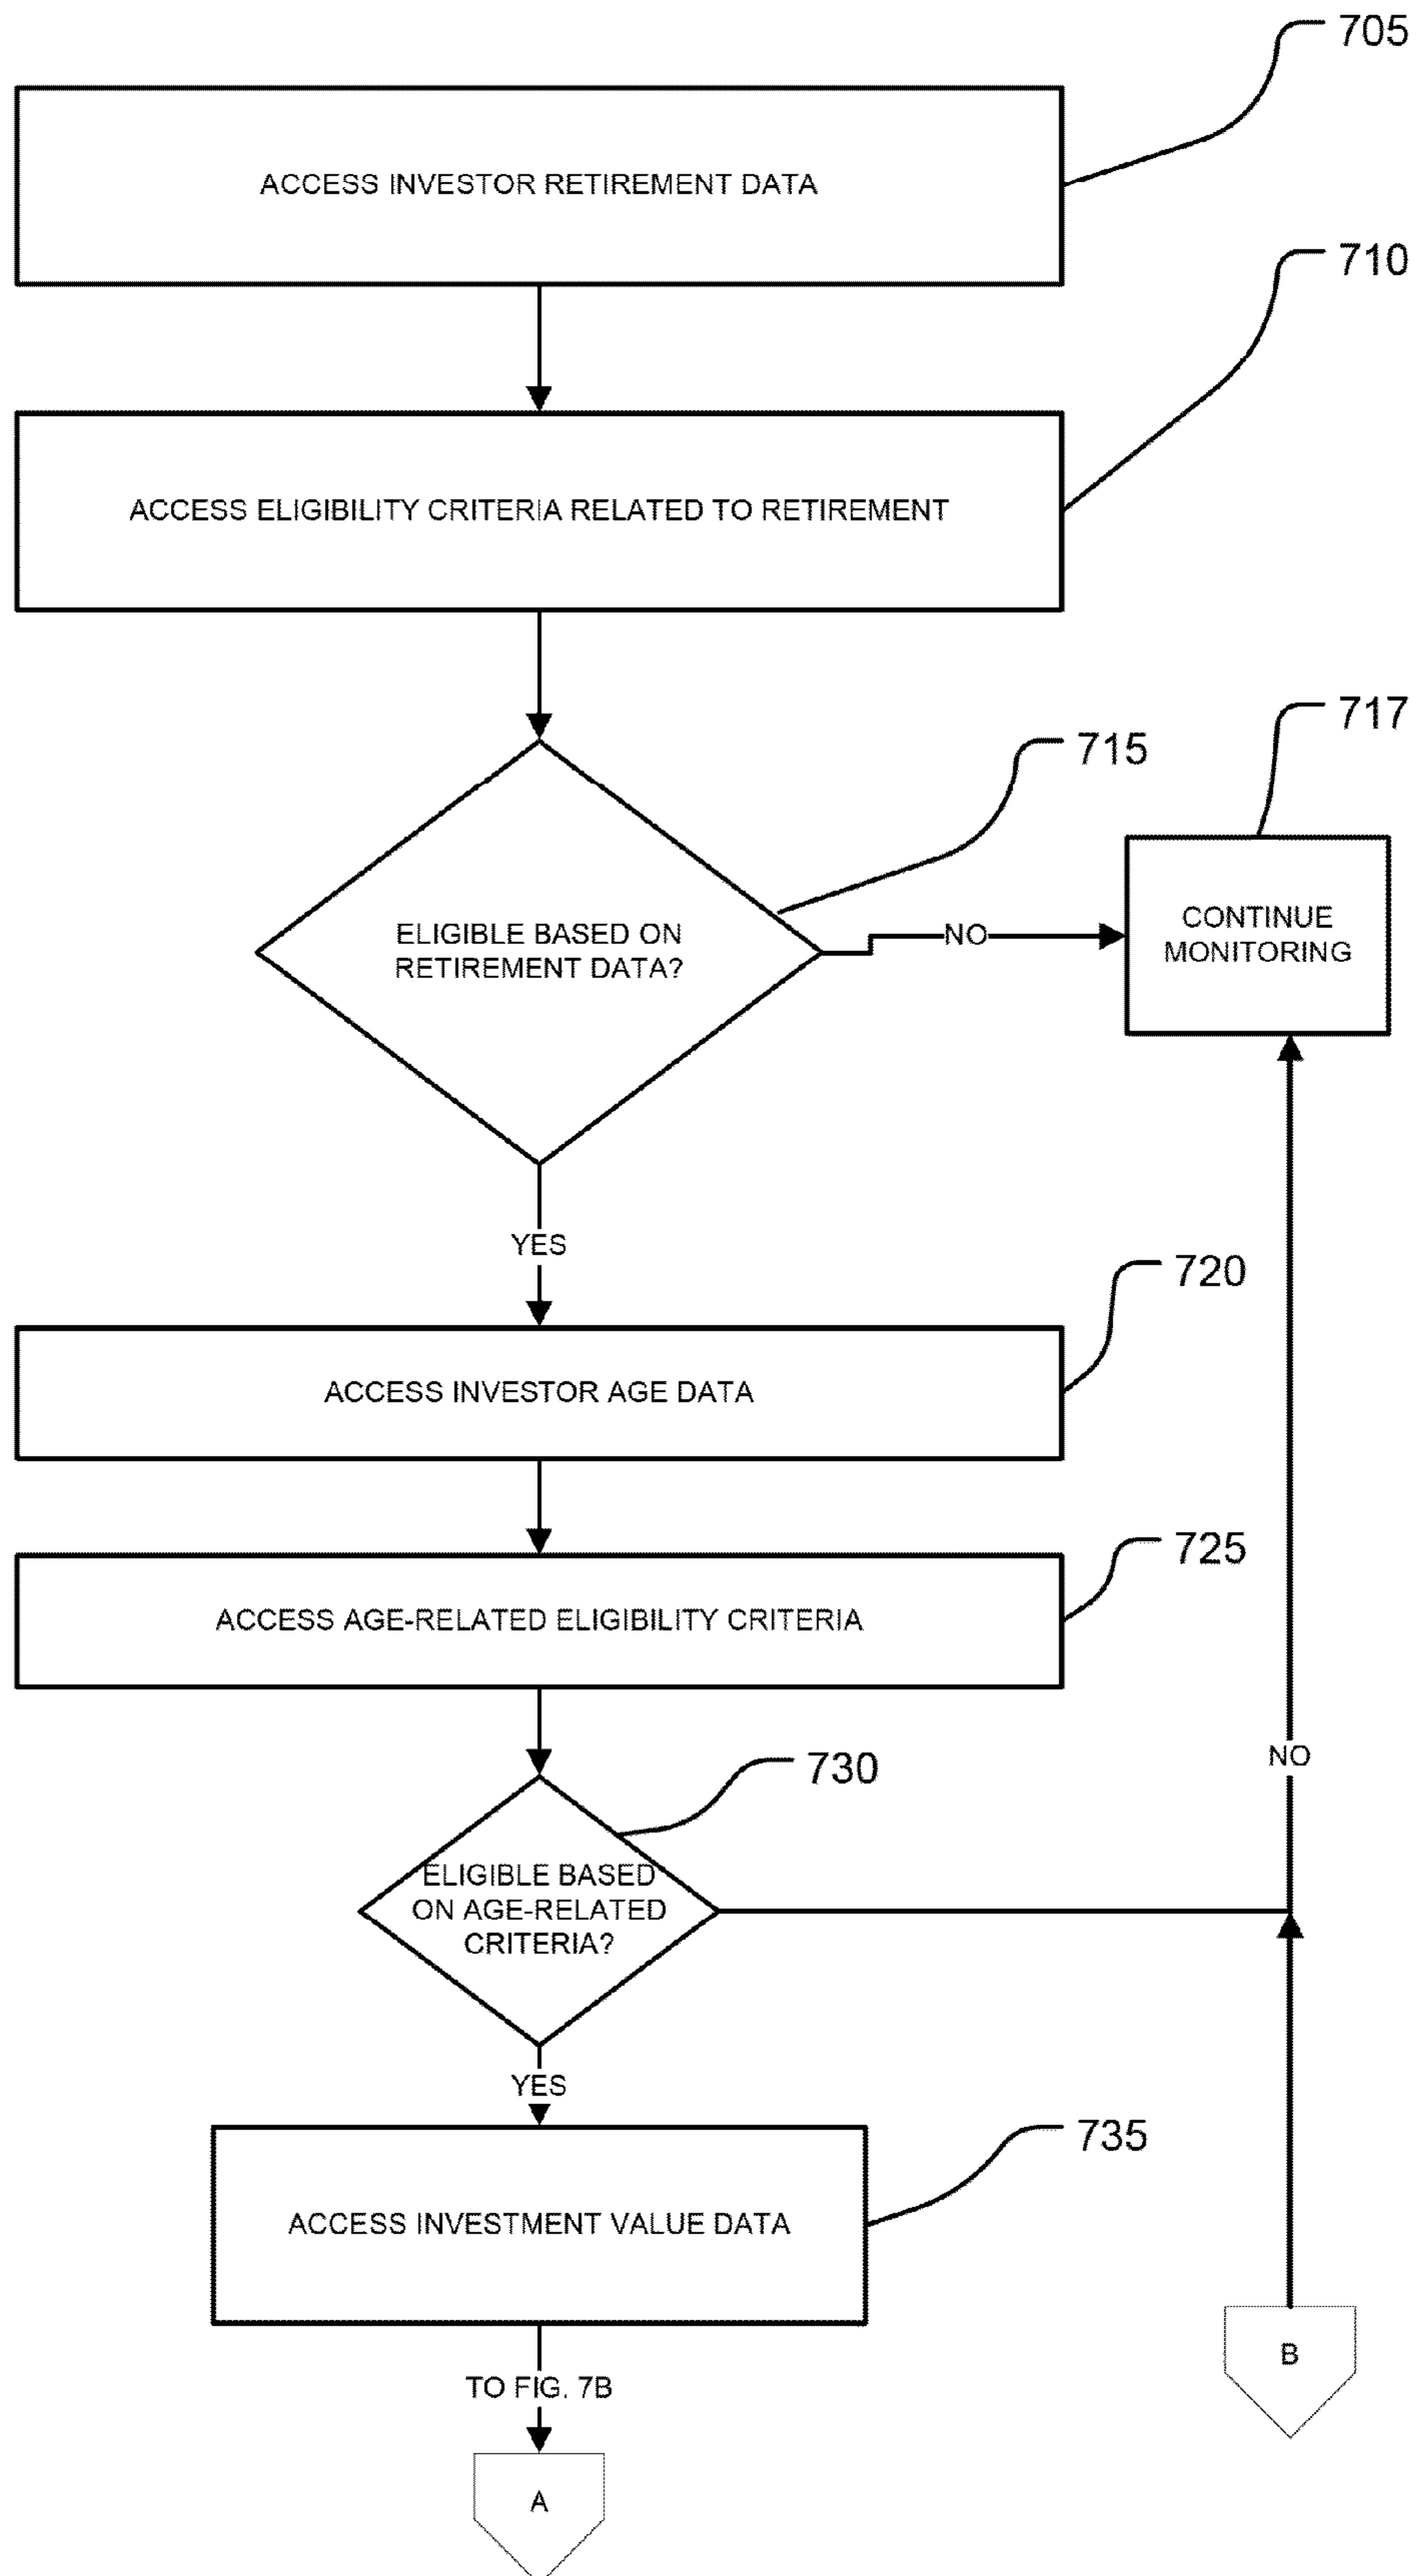 705
ACCESS INVESTOR RETIREMENT DATA
710
ACCESS ELIGIBILITY CRITERIA RELATED TO RETIREMENT
717
715
ELIGIBLE BASED ON
RETIREMENT DATA?
NO
CONTINUE
MONITORING
YES
720
ACCESS INVESTOR AGE DATA
725
ACCESS AGE-RELATED ELIGIBILITY CRITERIA
730
NO
ELIGIBLE BASED
ON AGE-RELATED
CRITERIA?
YES
735
ACCESS INVESTMENT VALUE DATA
B
TO FIG. 7B
A